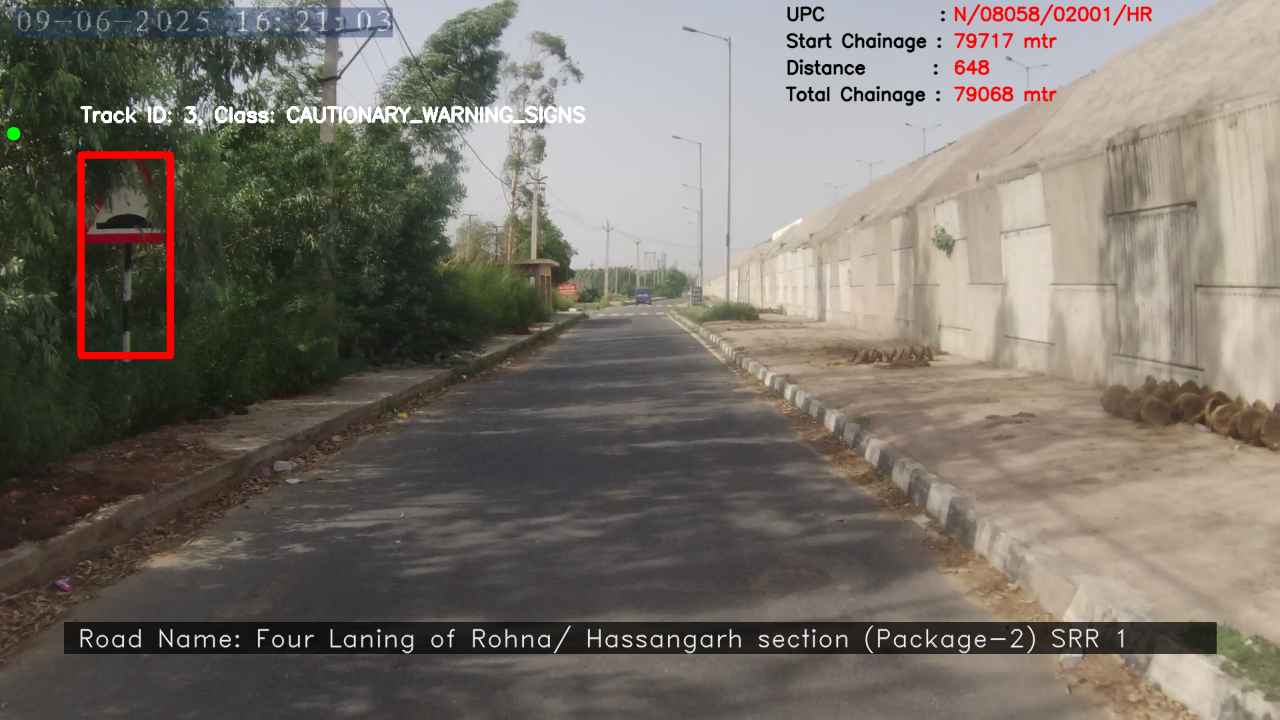 09-06-2025 16:21:03
UPC : N/08058/02001/HR
Start Chainage : 79717 mtr
Distance : 648
Total Chainage : 79068 mtr
Track ID: 3, Class: CAUTIONARY_WARNING_SIGNS
Road Name: Four Laning of Rohna/ Hassangarh section (Package-2) SRR 1